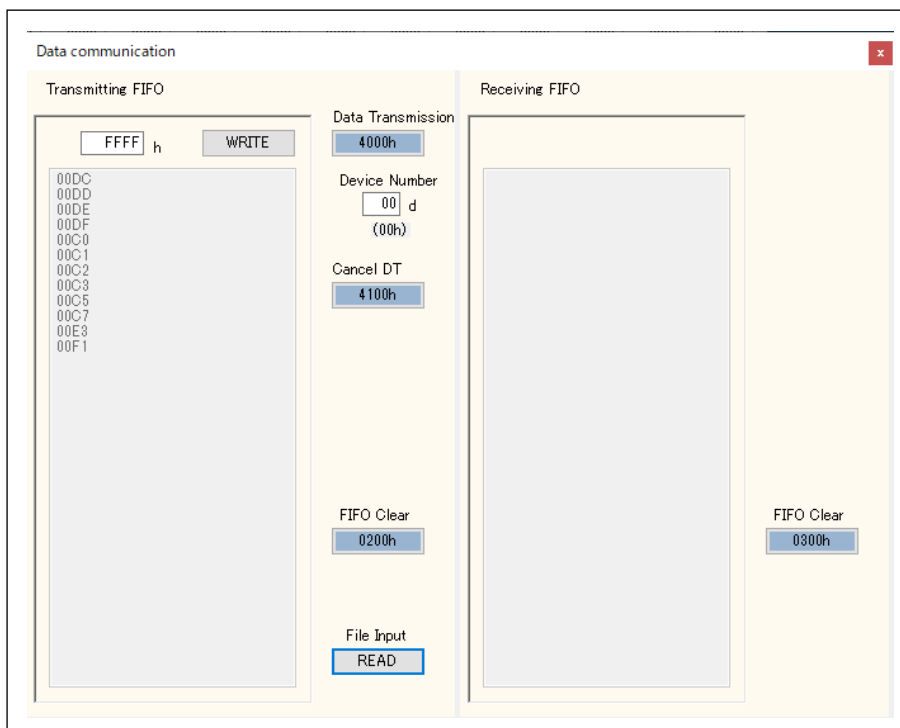 Data communication
x
Transmitting FIFO
FFFF h
WRITE
00DC
00DD
00DE
00DF
00C0
00C1
00C2
00C3
00C5
00C7
00E3
00F1
Data Transmission
4000h
Device Number
00 d
(00h)
Cancel DT
4100h
FIFO Clear
0200h
File Input
READ
Receiving FIFO
FIFO Clear
0300h